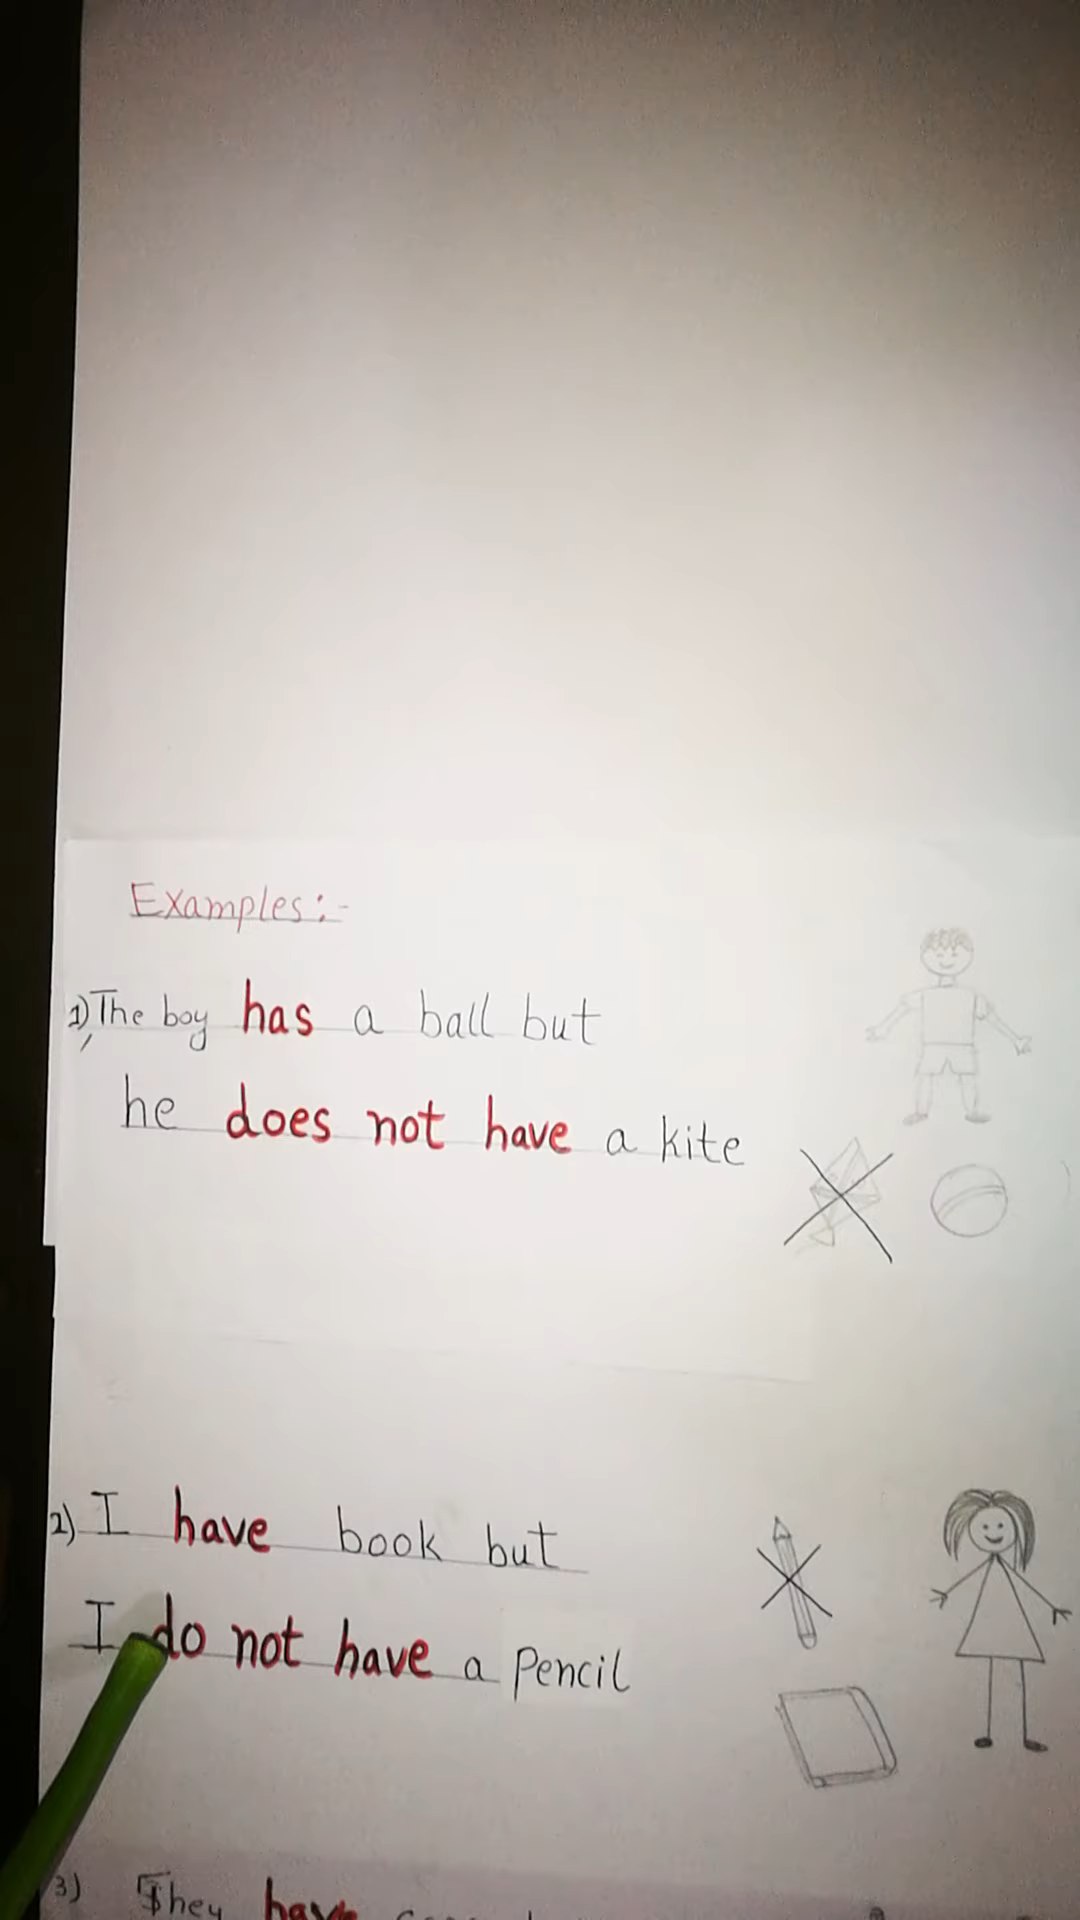 Examples:-
1) The boy has a ball but
he does not have a kite
2) I have book but
I do not have a pencil
3) They have